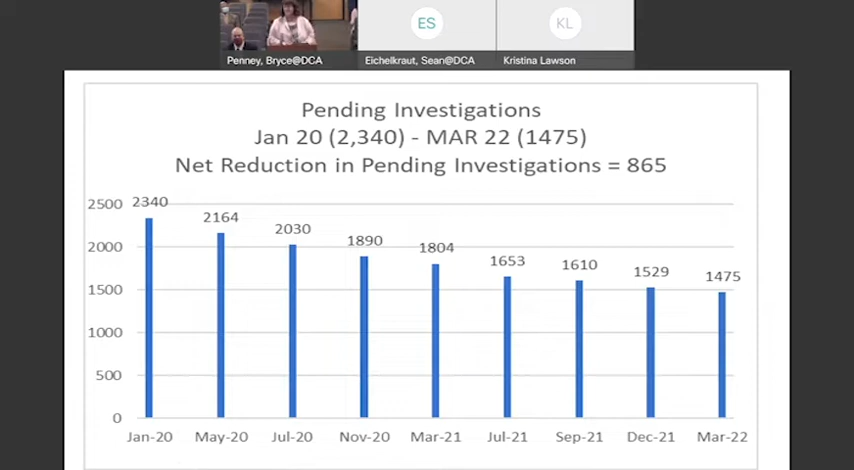 ES
KL
Penney, Bryce@DCA
Eichelkraut, Sean@DCA
Kristina Lawson
Pending Investigations
Jan 20 (2,340) - MAR 22 (1475)
Net Reduction in Pending Investigations = 865
2500
2000
1500
1000
500
0
2340
2164
2030
1890
1804
1653
1610
1529
1475
Jan-20
May-20
Jul-20
Nov-20
Mar-21
Jul-21
Sep-21
Dec-21
Mar-22